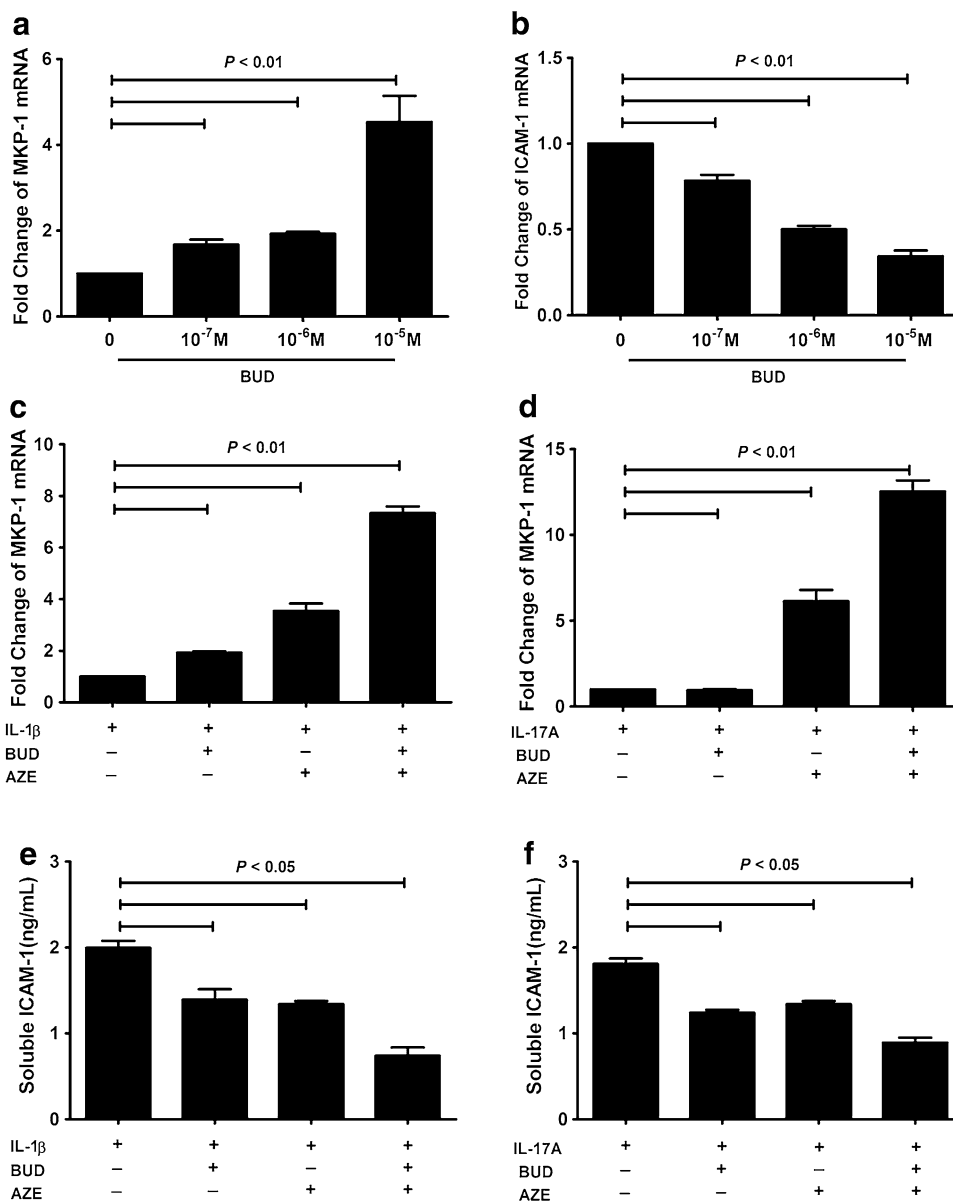 a
Fold Change of MKP-1 mRNA
6
4
2
0
P < 0.01
0 10⁻⁷M 10⁻⁶M 10⁻⁵M
BUD
b
Fold Change of ICAM-1 mRNA
1.5
1.0
0.5
0.0
P < 0.01
0 10⁻⁷M 10⁻⁶M 10⁻⁵M
BUD
c
Fold Change of MKP-1 mRNA
10
8
6
4
2
0
P < 0.01
IL-1β + + + +
BUD – + – +
AZE – – + +
d
Fold Change of MKP-1 mRNA
15
10
5
0
P < 0.01
IL-17A + + + +
BUD – + – +
AZE – – + +
e
Soluble ICAM-1(ng/mL)
3
2
1
0
P < 0.05
IL-1β + + + +
BUD – + – +
AZE – – + +
f
Soluble ICAM-1(ng/mL)
3
2
1
0
P < 0.05
IL-17A + + + +
BUD – + – +
AZE – – + +